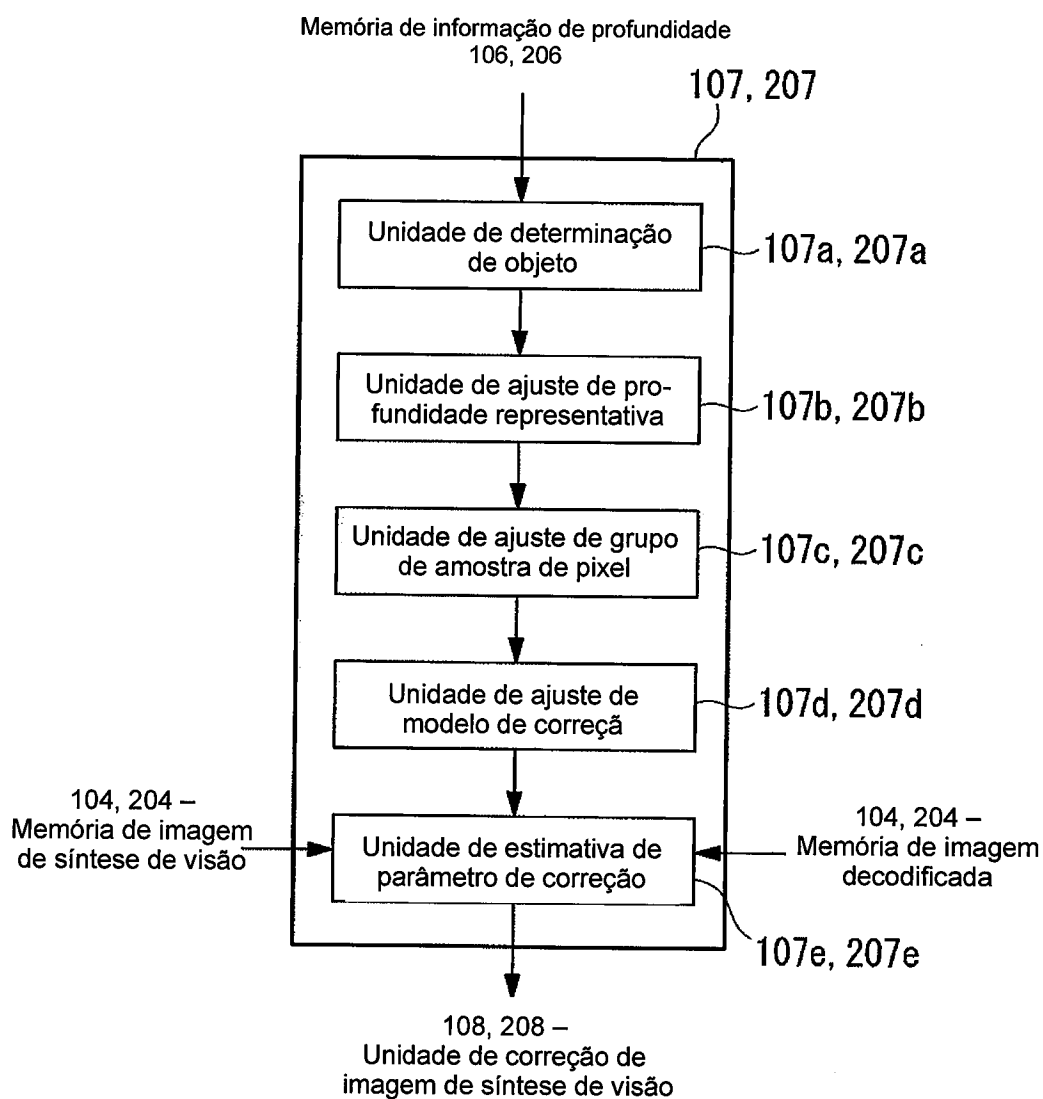 Memória de informação de profundidade
106, 206
107, 207
Unidade de determinação
de objeto
107a, 207a
Unidade de ajuste de pro-
fundidade representativa
107b, 207b
Unidade de ajuste de grupo
de amostra de pixel
107c, 207c
Unidade de ajuste de
modelo de correçã
107d, 207d
104, 204 –
Memória de imagem
de síntese de visão
Unidade de estimativa de
parâmetro de correção
104, 204 –
Memória de imagem
decodificada
107e, 207e
108, 208 –
Unidade de correção de
imagem de síntese de visão